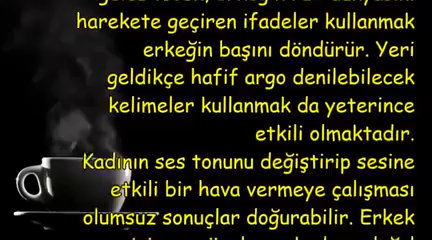 harekete geçiren ifadeler kullanmak
erkeğin başını döndürür. Yeri
geldikçe hafif argo denilebilecek
kelimeler kullanmak da yeterince
etkili olmaktadır.
Kadının ses tonunu değiştirip sesine
etkili bir hava vermeye çalışması
olumsuz sonuçlar doğurabilir. Erkek